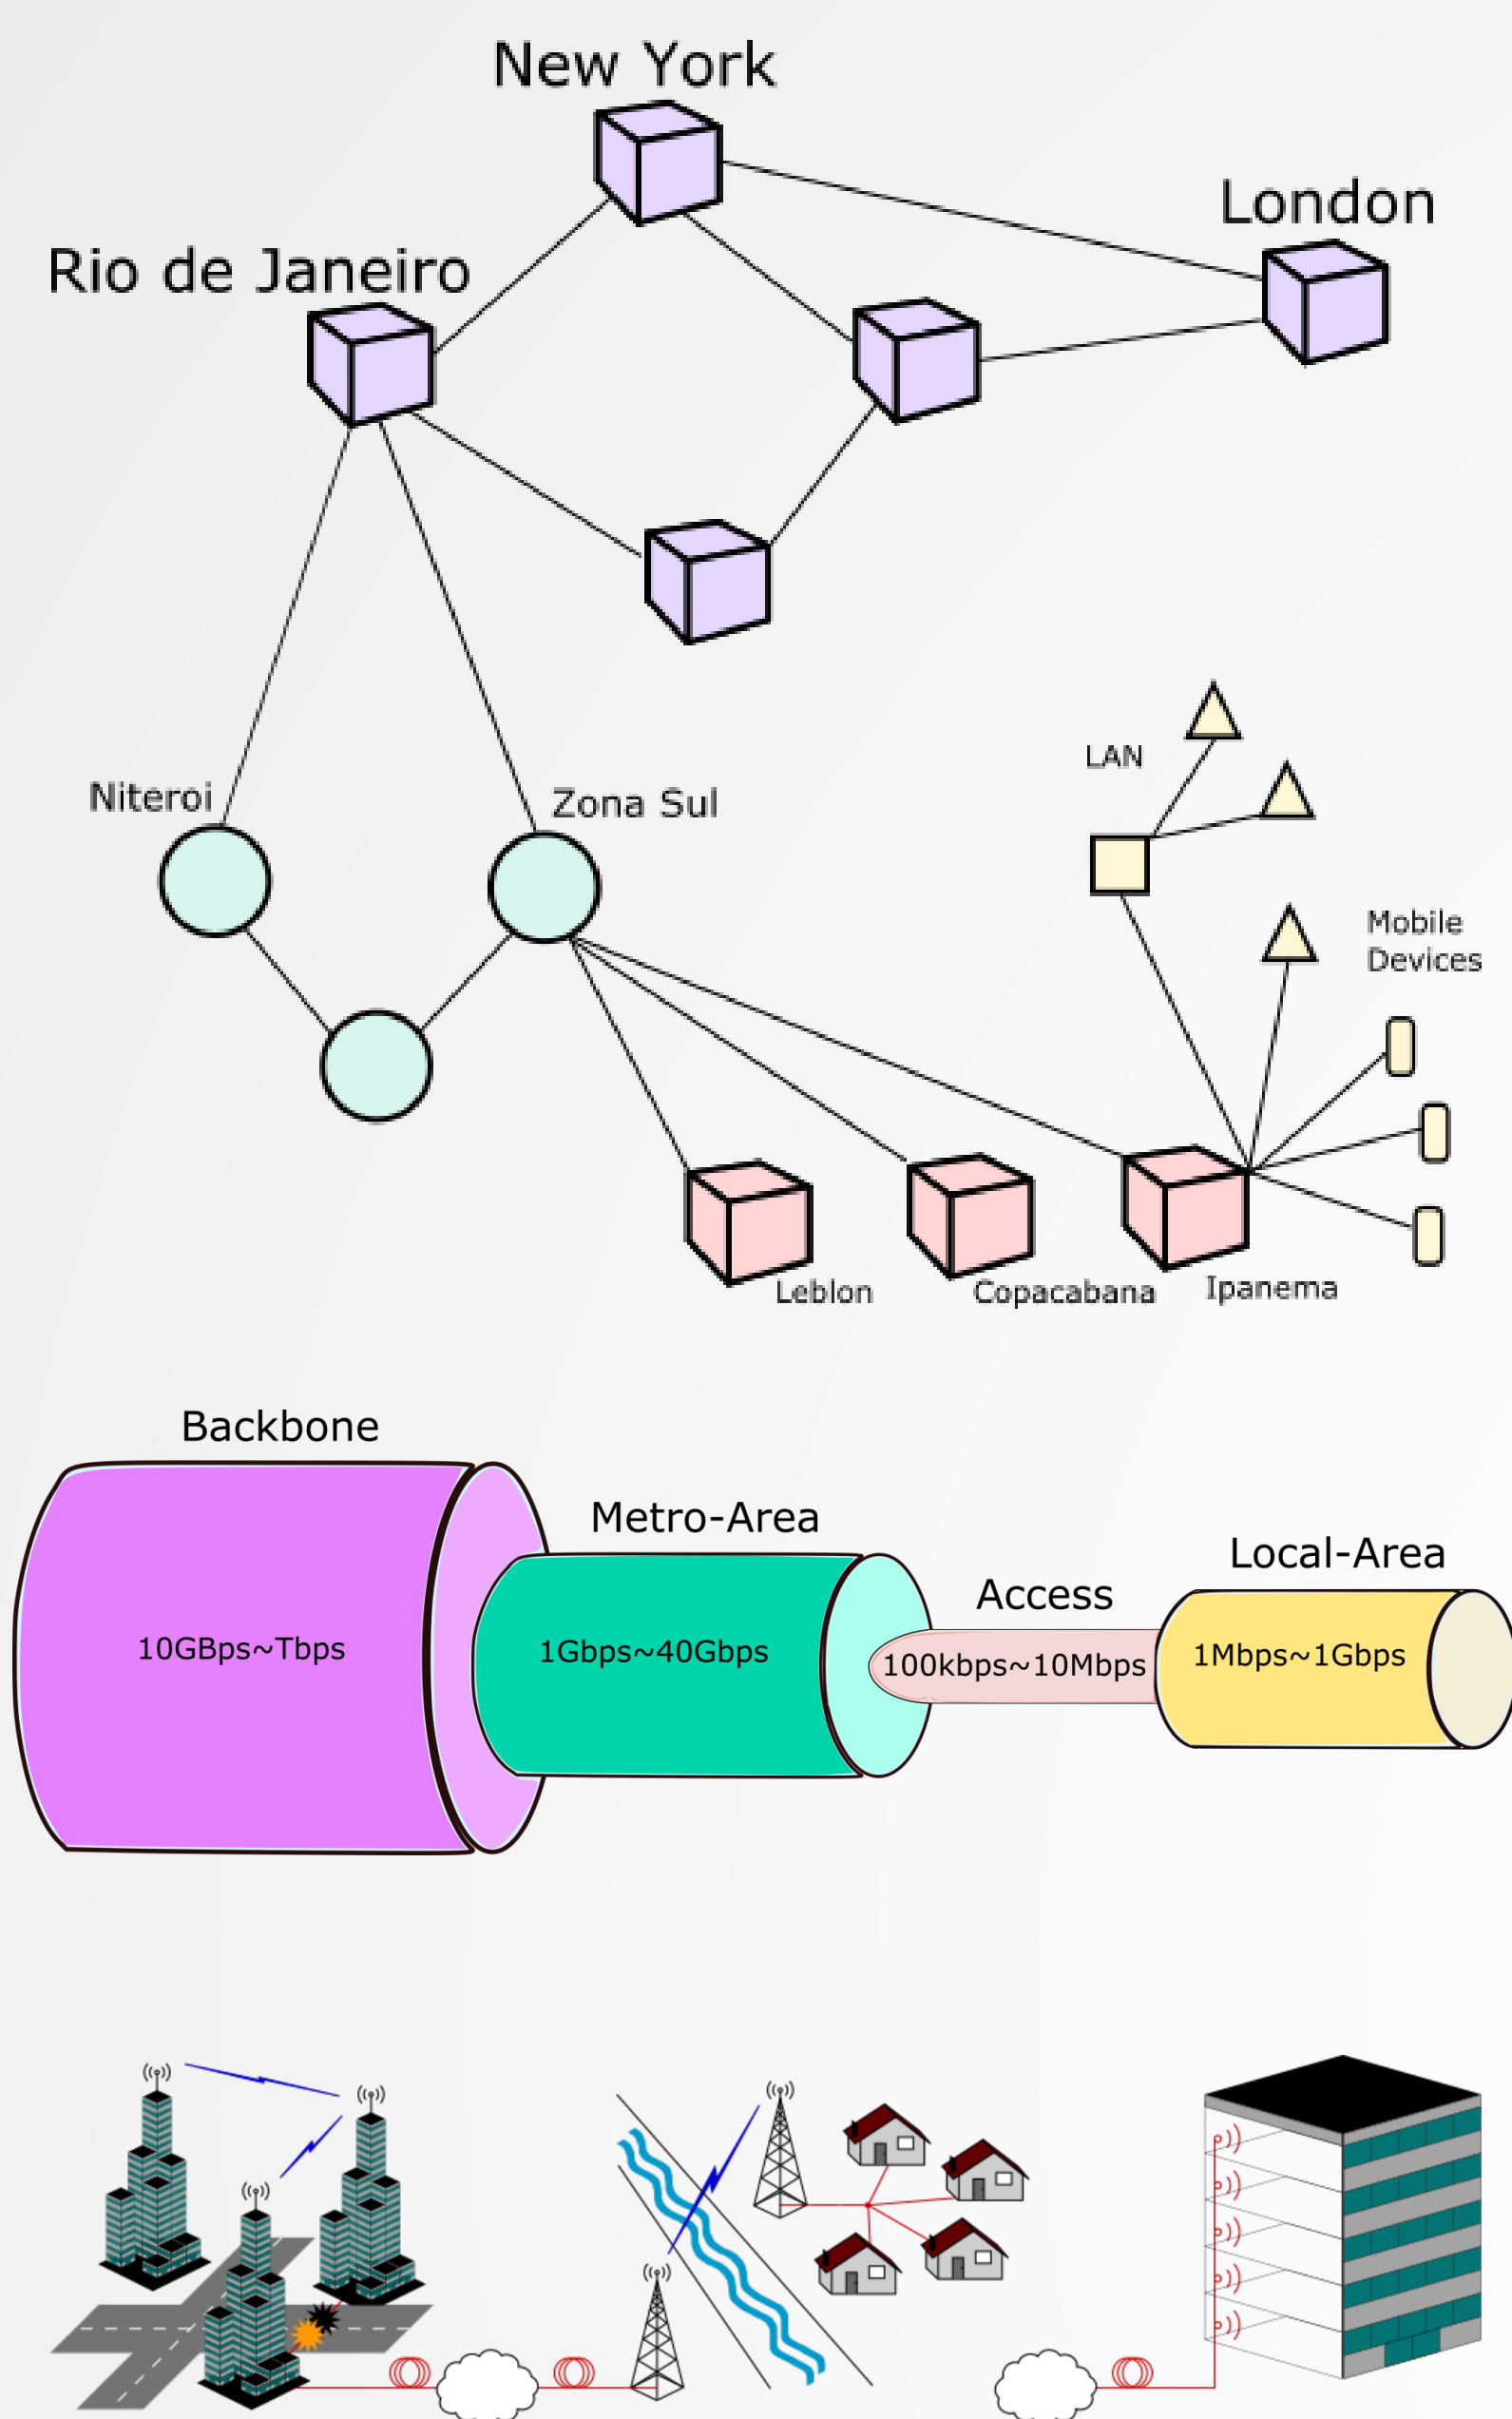 New York
London
Rio de Janeiro
LAN
Niteroi
Zona Sul
Mobile
Devices
Leblon
Copacabana
Ipanema
Backbone
Metro-Area
Local-Area
Access
10GBps~Tbps
1Gbps~40Gbps
100kbps~10Mbps
1Mbps~1Gbps